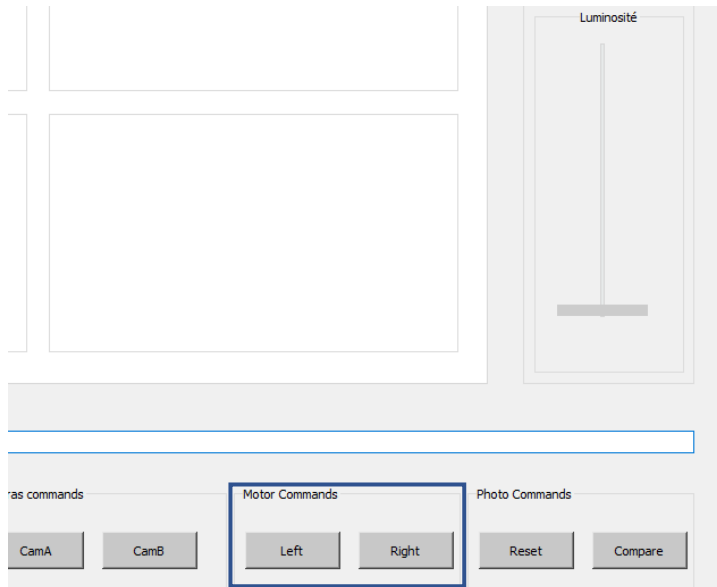 Luminosité
ras commands
Motor Commands
Photo Commands
CamA
CamB
Left
Right
Reset
Compare